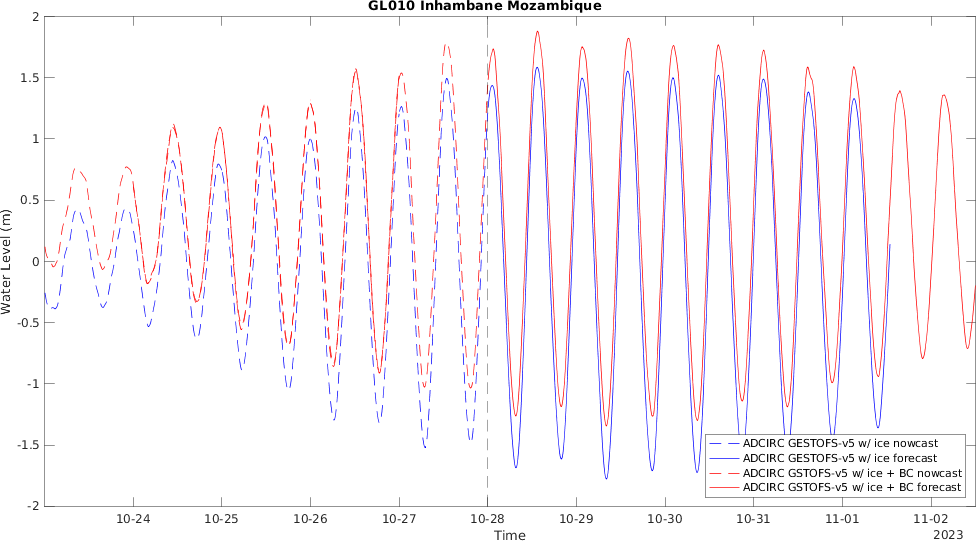 GL010 Inhambane Mozambique
2
1.5
1
0.5
0
-0.5
-1
-1.5
-2
Water Level (m)
ADCIRC GESTOFS-v5 w/ ice nowcast
ADCIRC GESTOFS-v5 w/ ice forecast
ADCIRC GSTOFS-v5 w/ ice + BC nowcast
ADCIRC GSTOFS-v5 w/ ice + BC forecast
10-24 10-25 10-26 10-27 10-28 10-29 10-30 10-31 11-01 11-02
Time
2023